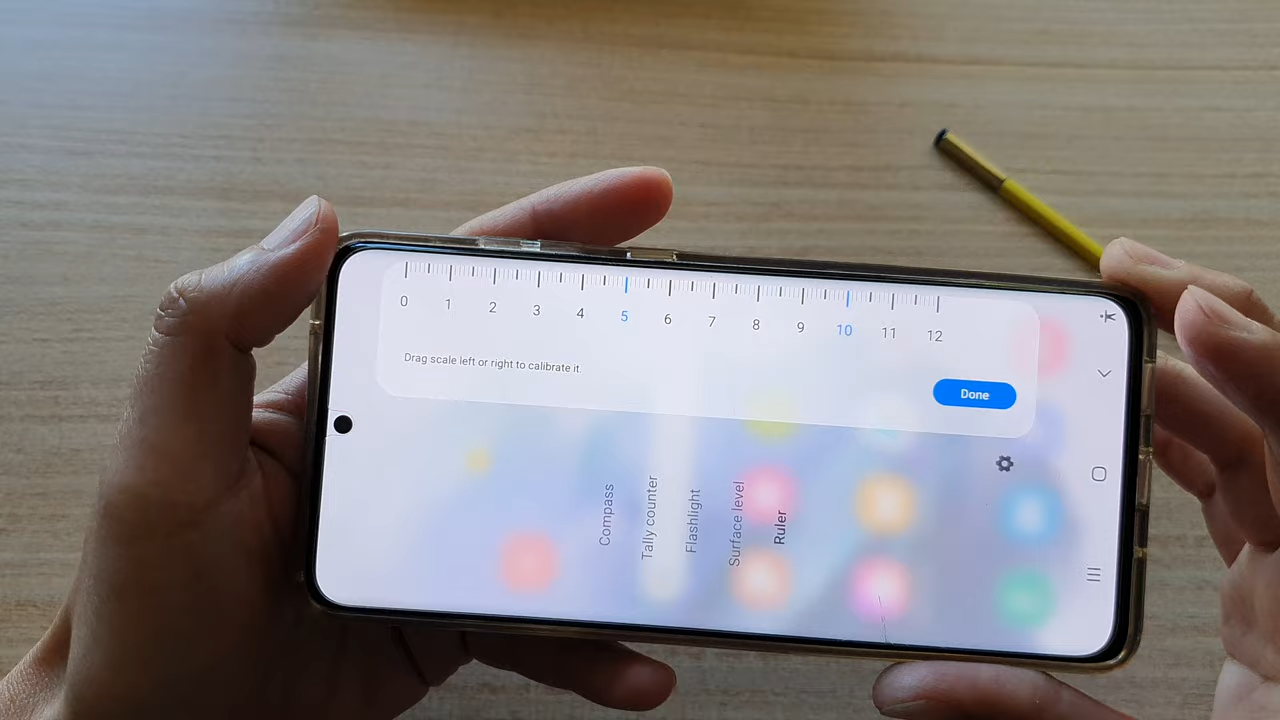 0 1 2 3 4 5 6 7 8 9 10 11 12
Drag scale left or right to calibrate it.
Done
Compass
Tally counter
Flashlight
Surface level
Ruler